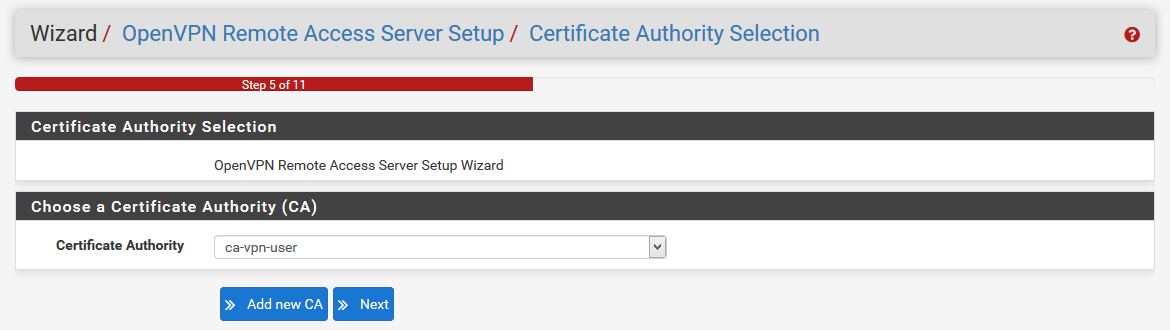 Wizard / OpenVPN Remote Access Server Setup / Certificate Authority Selection
Step 5 of 11
Certificate Authority Selection
OpenVPN Remote Access Server Setup Wizard
Choose a Certificate Authority (CA)
Certificate Authority ca-vpn-user
» Add new CA » Next